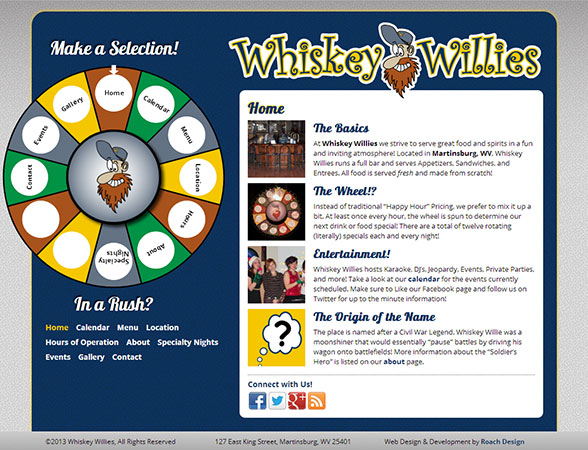 Make a Selection!
Whiskey Willies
Home
Calendar
Menu
Location
Hours
About
Specialty
Nights
Contact
Events
Gallery
In a Rush?
Home Calendar Menu Location
Hours of Operation About Specialty Nights
Events Gallery Contact
Home
The Basics
At Whiskey Willies we strive to serve great food and spirits in a fun
and inviting atmosphere! Located in Martinsburg, WV. Whiskey
Willies runs a full bar and serves Appetizers, Sandwiches, and
Entrees. All food is served fresh and made from scratch!
The Wheel!?
Instead of traditional "Happy Hour" Pricing, we prefer to mix it up a
bit. At least once every hour, the wheel is spun to determine our
next drink or food special! There are a total of twelve rotating
(literally) specials each and every night!
Entertainment!
Whiskey Willies hosts Karaoke, DJ's, Jeopardy, Events, Private Parties,
and more! Take a look at our calendar for the events currently
scheduled. Make sure to Like our Facebook page and follow us on
Twitter for up to the minute information!
?
The Origin of the Name
The place is named after a Civil War Legend. Whiskey Willie was a
moonshiner that would essentially "pause" battles by driving his
wagon onto battlefields! More information about the "Soldier's
Hero" is listed on our about page.
Connect with Us!
©2013 Whiskey Willies, All Rights Reserved 127 East King Street, Martinsburg, WV 25401 Web Design & Development by Roach Design